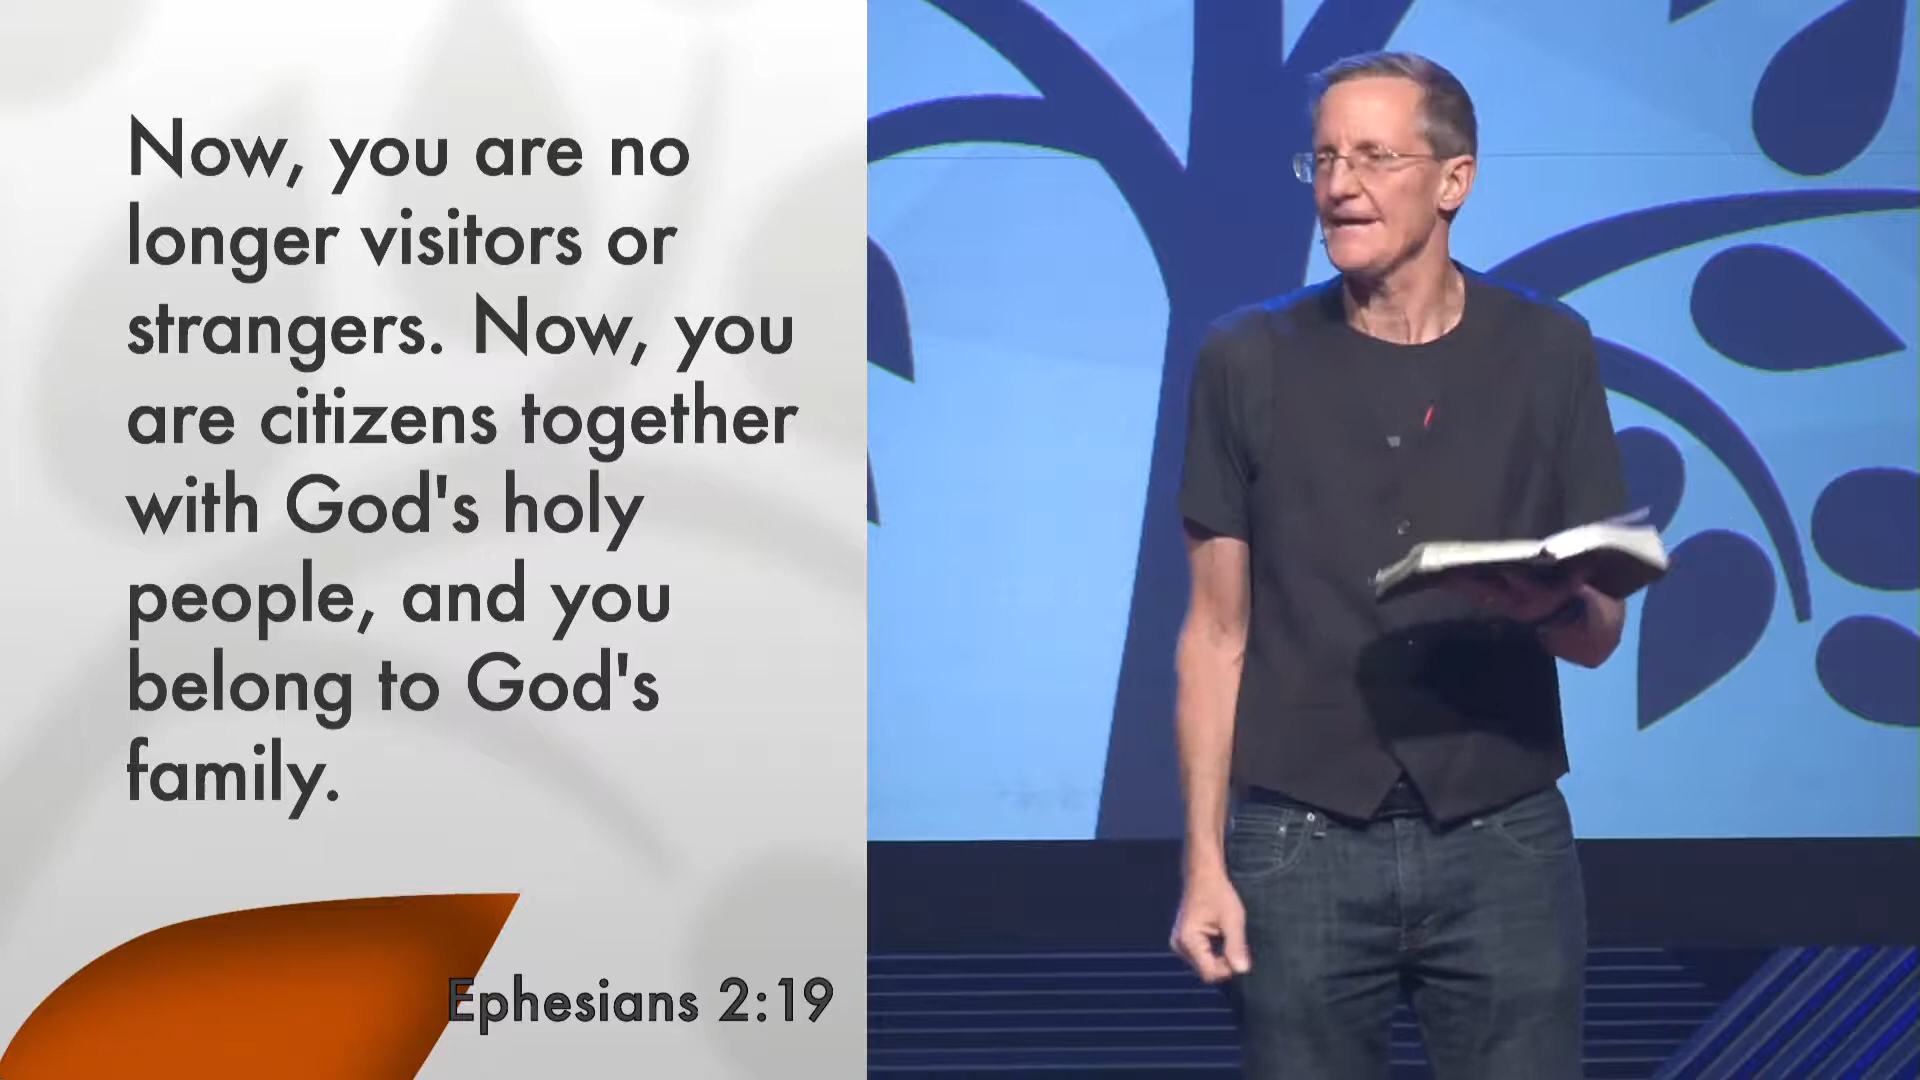 Now, you are no
longer visitors or
strangers. Now, you
are citizens together
with God's holy
people, and you
belong to God's
family.
Ephesians 2:19